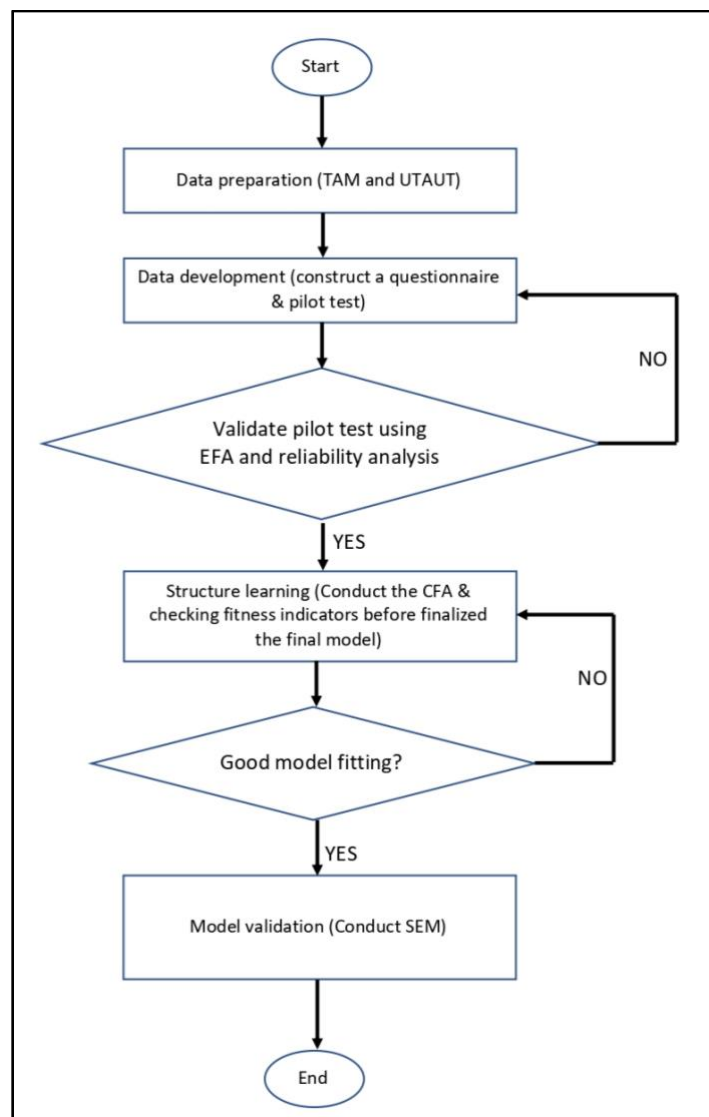 Start
Data preparation (TAM and UTAUT)
Data development (construct a questionnaire
& pilot test)
NO
Validate pilot test using
EFA and reliability analysis
YES
Structure learning (Conduct the CFA &
checking fitness indicators before finalized
the final model)
NO
Good model fitting?
YES
Model validation (Conduct SEM)
End